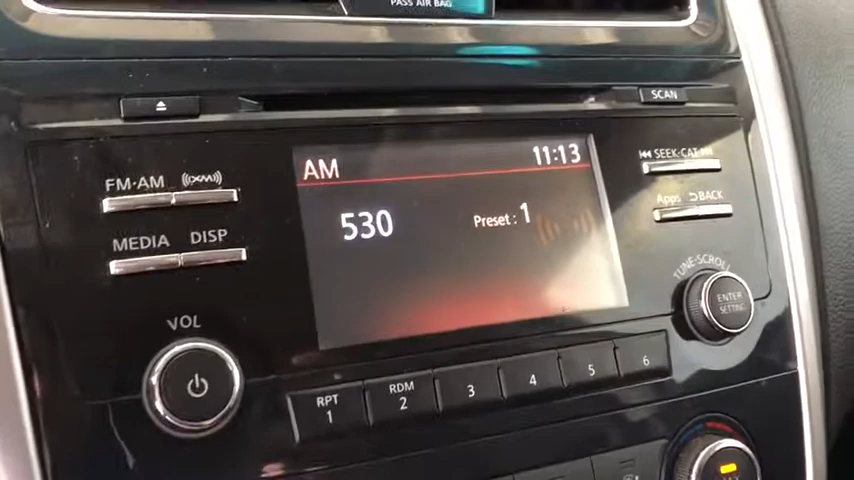 PASS AIR BAG
SCAN
AM 11:13
FM·AM ((XM))
SEEK·CAT
530 Preset : 1
Apps BACK
MEDIA DISP
TUNE·SCROLL
ENTER
SETTING
VOL
RPT 1
RDM 2
3
4
5
6